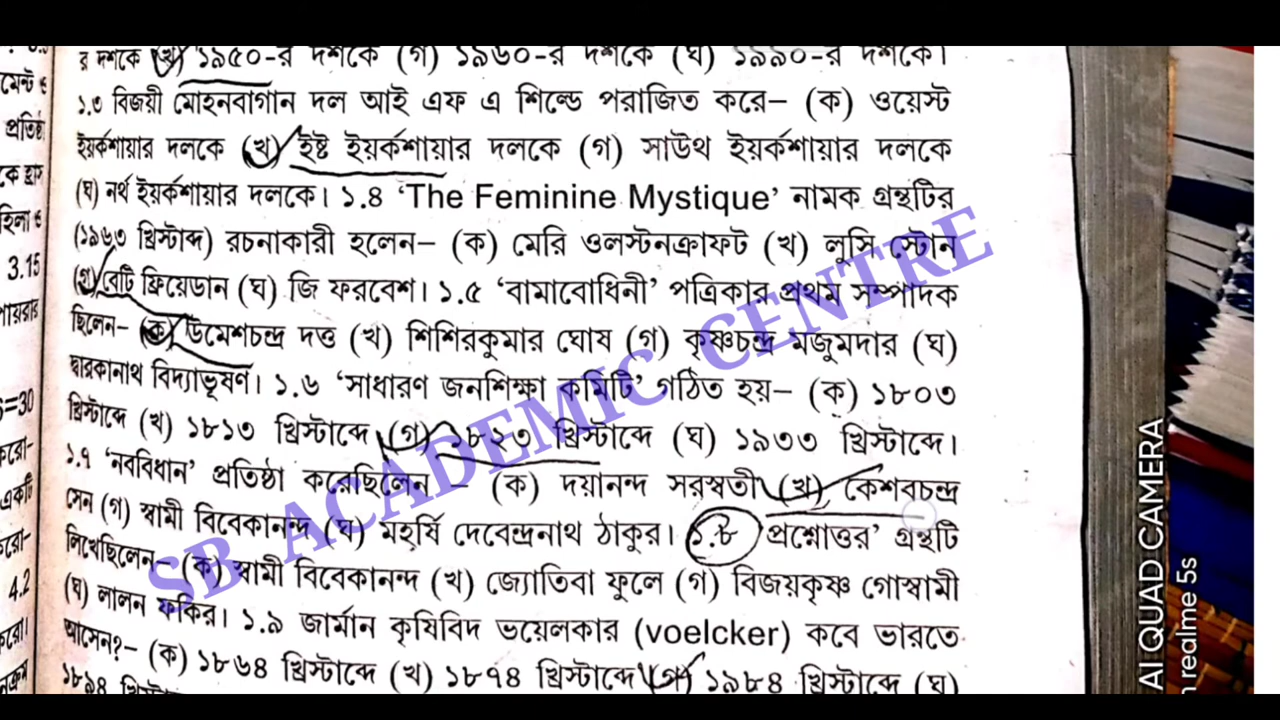 র দশকে (খ) ১৯৫০-র দশকে (গ) ১৯৬০-র দশকে (ঘ) ১৯৯০-র দশকে।
১.৩ বিজয়ী মোহনবাগান দল আই এফ এ শিল্ডে পরাজিত করে– (ক) ওয়েস্ট
ইয়র্কশায়ার দলকে (খ) ইষ্ট ইয়র্কশায়ার দলকে (গ) সাউথ ইয়র্কশায়ার দলকে
(ঘ) নর্থ ইয়র্কশায়ার দলকে। ১.৪ ‘The Feminine Mystique’ নামক গ্রন্থটির
(১৯৬৩ খ্রিস্টাব্দ) রচনাকারী হলেন– (ক) মেরি ওলস্টনক্রাফট (খ) লুসি স্টোন
(গ) বেটি ফ্রিয়েডান (ঘ) জি ফরবেশ। ১.৫ ‘বামাবোধিনী’ পত্রিকার প্রথম সম্পাদক
ছিলেন– (ক) উমেশচন্দ্র দত্ত (খ) শিশিরকুমার ঘোষ (গ) কৃষ্ণচন্দ্র মজুমদার (ঘ)
দ্বারকানাথ বিদ্যাভূষণ। ১.৬ ‘সাধারণ জনশিক্ষা কমিটি’ গঠিত হয়– (ক) ১৮০৩
খ্রিস্টাব্দে (খ) ১৮১৩ খ্রিস্টাব্দে (গ) ১৮২৩ খ্রিস্টাব্দে (ঘ) ১৯৩৩ খ্রিস্টাব্দে।
১.৭ ‘নববিধান’ প্রতিষ্ঠা করেছিলেন – (ক) দয়ানন্দ সরস্বতী (খ) কেশবচন্দ্র
সেন (গ) স্বামী বিবেকানন্দ (ঘ) মহর্ষি দেবেন্দ্রনাথ ঠাকুর। ১.৮ প্রশ্নোত্তর’ গ্রন্থটি
লিখেছিলেন– (ক) স্বামী বিবেকানন্দ (খ) জ্যোতিবা ফুলে (গ) বিজয়কৃষ্ণ গোস্বামী
(ঘ) লালন ফকির। ১.৯ জার্মান কৃষিবিদ ভয়েলকার (voelcker) কবে ভারতে
আসেন?– (ক) ১৮৬৪ খ্রিস্টাব্দে (খ) ১৮৭৪ খ্রিস্টাব্দে (গ) ১৯৮৪ খ্রিস্টাব্দে (ঘ)
১৮৯৪ খ্রিস্টাব্দে
SB ACADEMIC CENTRE
3.15
=30
4.2
AI QUAD CAMERA
realme 5s